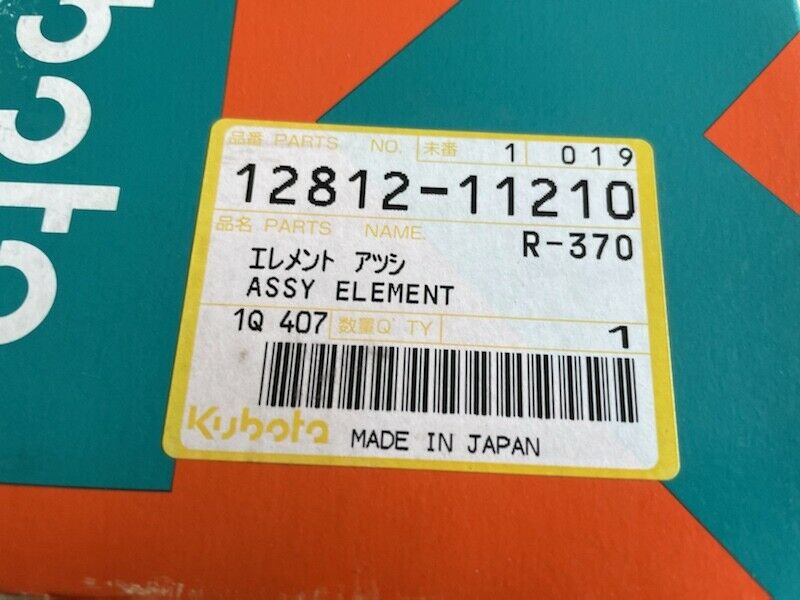 品番 PARTS NO. 末番 1 019
12812-11210
品名 PARTS NAME. R-370
エレメント アツシ
ASSY ELEMENT
1Q 407 数量Q' TY 1
Kubota MADE IN JAPAN